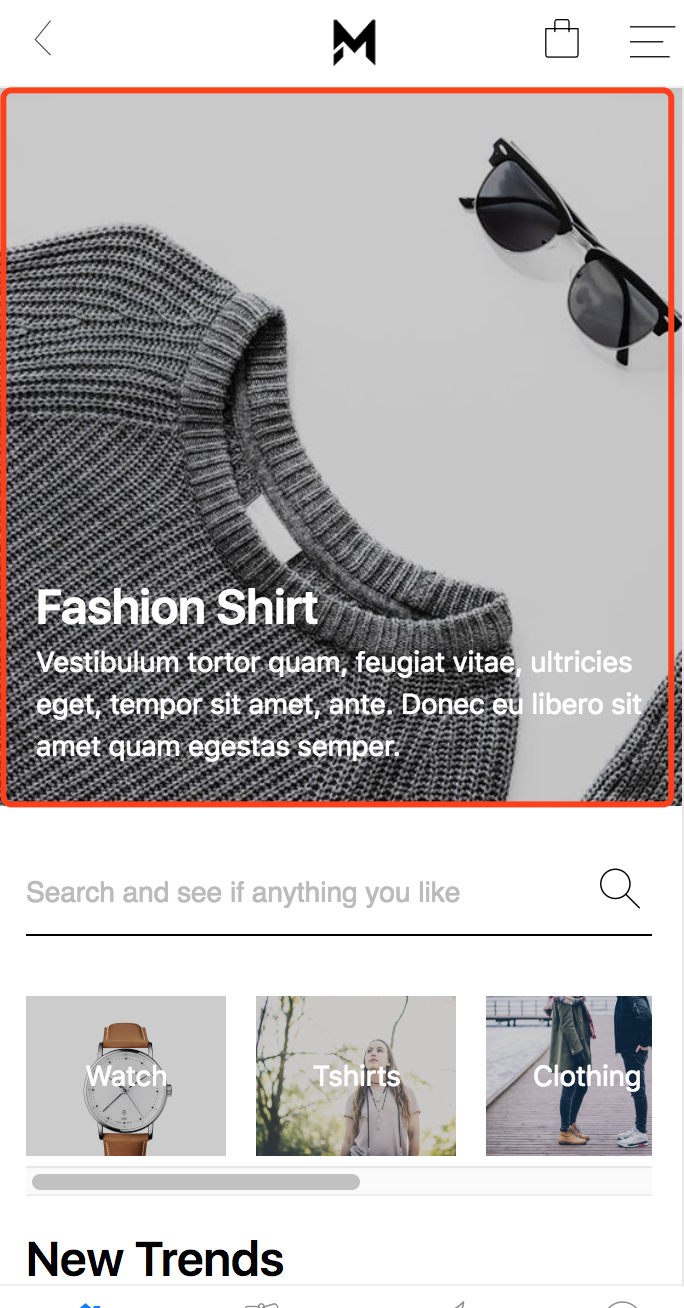 Fashion Shirt
Vestibulum tortor quam, feugiat vitae, ultricies
eget, tempor sit amet, ante. Donec eu libero sit
amet quam egestas semper.
Search and see if anything you like
Watch
Tshirts
Clothing
New Trends